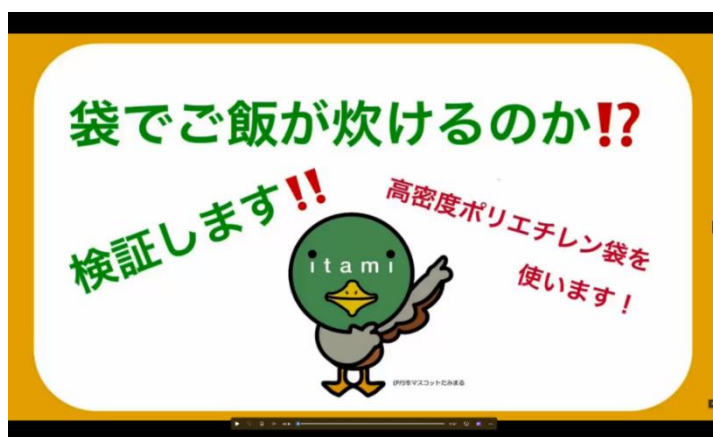 袋でご飯が炊けるのか⁉
検証します‼
高密度ポリエチレン袋を
使います！
itami
伊丹市マスコットたみまる